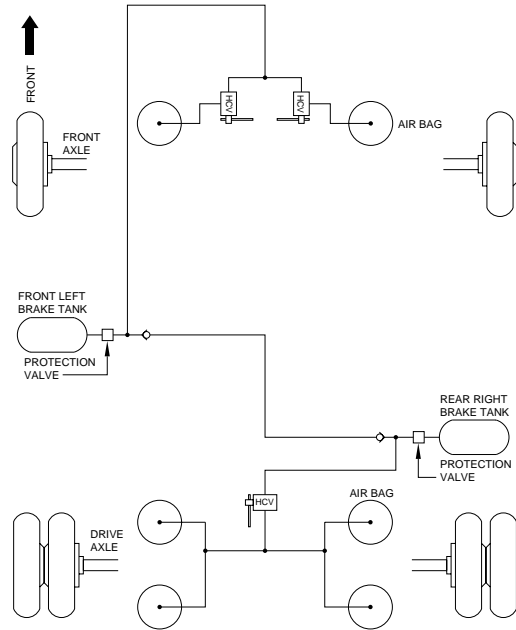 FRONT
FRONT
AXLE
HCV
HCV
AIR BAG
FRONT LEFT
BRAKE TANK
PROTECTION
VALVE
REAR RIGHT
BRAKE TANK
PROTECTION
VALVE
HCV
AIR BAG
DRIVE
AXLE